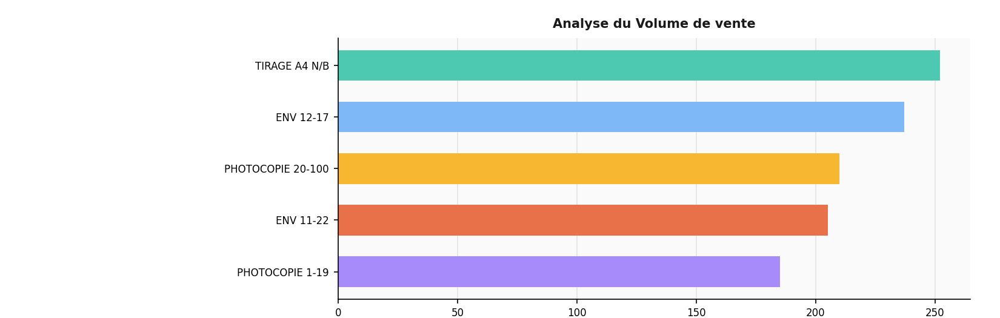 Analyse du Volume de vente
TIRAGE A4 N/B
ENV 12-17
PHOTOCOPIE 20-100
ENV 11-22
PHOTOCOPIE 1-19
0 50 100 150 200 250